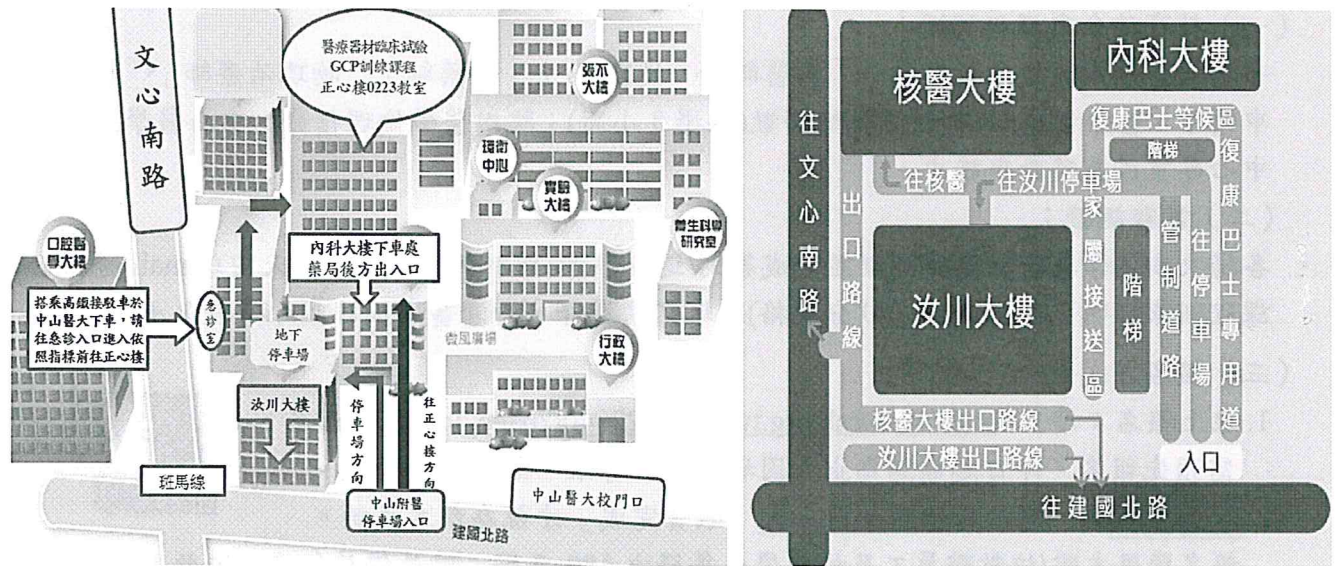 文心南路
醫療器材臨床試驗
GCP訓練課程
正心樓0223教室
張不
大樓
環衛
中心
實驗
大樓
養生科學
研究室
口腔醫
學大樓
內科大樓下車處
藥局後方出入口
搭乘高鐵接駁車於
中山醫大下車，請
往急診入口進入依
照指標前往正心樓
急診室
地下
停車場
微風廣場
行政
大樓
汝川大樓
停車場方向
往正心樓方向
斑馬線
中山附醫
停車場入口
中山醫大校門口
建國北路
往文心南路
核醫大樓
內科大樓
復康巴士等候區
階梯
往核醫
往汝川停車場
出口路線
汝川大樓
家屬接送區
階梯
管制道路
往停車場
復康巴士專用道
核醫大樓出口路線
汝川大樓出口路線
入口
往建國北路